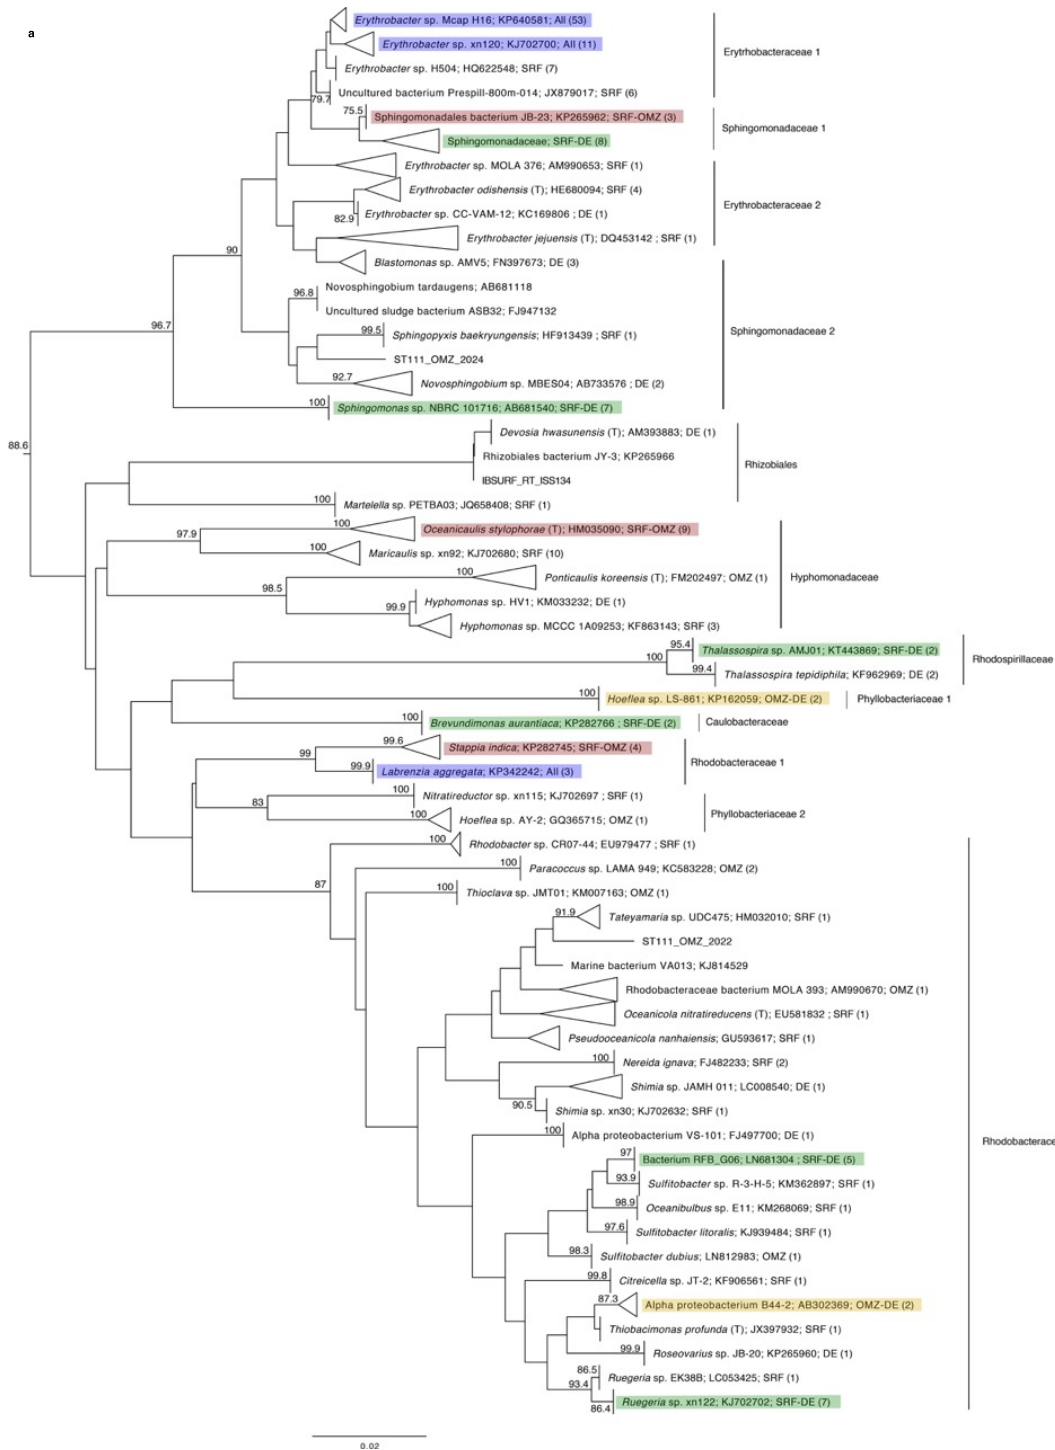 a
Erythrobacter sp. Mcap H16; KP640581; All (53)
Erythrobacter sp. xn120; KJ702700; All (11)
Erythrobacter sp. H504; HQ622548; SRF (7)
Uncultured bacterium Prespill-800m-014; JX879017; SRF (6)
79.7
Erytrhobacteraceae 1
75.5
Sphingomonadales bacterium JB-23; KP265962; SRF-OMZ (3)
Sphingomonadaceae; SRF-DE (8)
Sphingomonadaceae 1
Erythrobacter sp. MOLA 376; AM990653; SRF (1)
Erythrobacter odishensis (T); HE680094; SRF (4)
82.9
Erythrobacter sp. CC-VAM-12; KC169806 ; DE (1)
Erythrobacter jejuensis (T); DQ453142 ; SRF (1)
Erythrobacteraceae 2
90
Blastomonas sp. AMV5; FN397673; DE (3)
96.8
Novosphingobium tardaugens; AB681118
Uncultured sludge bacterium ASB32; FJ947132
99.5
Sphingopyxis baekryungensis; HF913439 ; SRF (1)
ST111_OMZ_2024
92.7
Novosphingobium sp. MBES04; AB733576 ; DE (2)
Sphingomonadaceae 2
96.7
100
Sphingomonas sp. NBRC 101716; AB681540; SRF-DE (7)
88.6
Devosia hwasunensis (T); AM393883; DE (1)
Rhizobiales bacterium JY-3; KP265966
IBSURF_RT_ISS134
100
Martelella sp. PETBA03; JQ658408; SRF (1)
Rhizobiales
97.9
100
Oceanicaulis stylophorae (T); HM035090; SRF-OMZ (9)
100
Maricaulis sp. xn92; KJ702680; SRF (10)
98.5
100
Ponticaulis koreensis (T); FM202497; OMZ (1)
99.9
Hyphomonas sp. HV1; KM033232; DE (1)
Hyphomonas sp. MCCC 1A09253; KF863143; SRF (3)
Hyphomonadaceae
100
95.4
Thalassospira sp. AMJ01; KT443869; SRF-DE (2)
99.4
Thalassospira tepidiphila; KF962969; DE (2)
Rhodospirillaceae
100
Hoeflea sp. LS-861; KP162059; OMZ-DE (2)
Phyllobacteriaceae 1
100
Brevundimonas aurantiaca; KP282766 ; SRF-DE (2)
Caulobacteraceae
99
99.6
Stappia indica; KP282745; SRF-OMZ (4)
99.9
Labrenzia aggregata; KP342242; All (3)
Rhodobacteraceae 1
83
100
Nitratireductor sp. xn115; KJ702697 ; SRF (1)
100
Hoeflea sp. AY-2; GQ365715; OMZ (1)
Phyllobacteriaceae 2
87
100
Rhodobacter sp. CR07-44; EU979477 ; SRF (1)
100
Paracoccus sp. LAMA 949; KC583228; OMZ (2)
100
Thioclava sp. JMT01; KM007163; OMZ (1)
91.9
Tateyamaria sp. UDC475; HM032010; SRF (1)
ST111_OMZ_2022
Marine bacterium VA013; KJ814529
Rhodobacteraceae bacterium MOLA 393; AM990670; OMZ (1)
Oceanicola nitratireducens (T); EU581832 ; SRF (1)
Pseudooceanicola nanhaiensis; GU593617; SRF (1)
100
Nereida ignava; FJ482233; SRF (2)
Shimia sp. JAMH 011; LC008540; DE (1)
90.5
Shimia sp. xn30; KJ702632; SRF (1)
100
Alpha proteobacterium VS-101; FJ497700; DE (1)
Rhodobacterace
97
Bacterium RFB_G06; LN681304 ; SRF-DE (5)
93.9
Sulfitobacter sp. R-3-H-5; KM362897; SRF (1)
98.9
Oceanibulbus sp. E11; KM268069; SRF (1)
97.6
Sulfitobacter litoralis; KJ939484; SRF (1)
98.3
Sulfitobacter dubius; LN812983; OMZ (1)
99.8
Citreicella sp. JT-2; KF906561; SRF (1)
87.3
Alpha proteobacterium B44-2; AB302369; OMZ-DE (2)
Thiobacimonas profunda (T); JX397932; SRF (1)
99.9
Roseovarius sp. JB-20; KP265960; DE (1)
86.5
Ruegeria sp. EK38B; LC053425; SRF (1)
93.4
86.4
Ruegeria sp. xn122; KJ702702; SRF-DE (7)
0.02